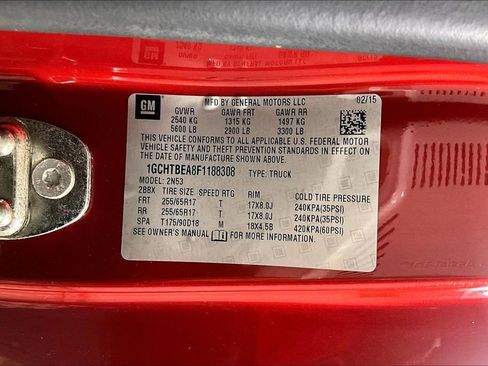 GM
MFD BY GENERAL MOTORS LLC
02/15
GVWR GAWR FRT GAWR RR
2540 KG 1315 KG 1497 KG
5600 LB 2900 LB 3300 LB
THIS VEHICLE CONFORMS TO ALL APPLICABLE U.S. FEDERAL MOTOR
VEHICLE SAFETY AND THEFT PREVENTION STANDARDS IN EFFECT
ON THE DATE OF MANUFACTURE SHOWN ABOVE.
1GCHTBEA8F1188308 TYPE: TRUCK
MODEL: 2N53
2BBX TIRE SIZE SPEED RTG RIM COLD TIRE PRESSURE
FRT 255/65R17 T 17X8.0J 240KPA(35PSI)
RR 255/65R17 T 17X8.0J 240KPA(35PSI)
SPA T175/90D18 M 18X4.5B 420KPA(60PSI)
SEE OWNER'S MANUAL FOR MORE INFORMATION.